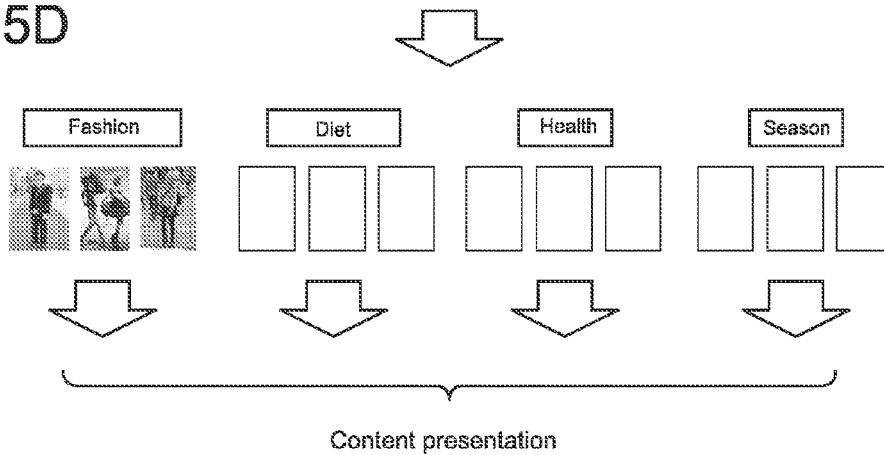 5D
Fashion
Diet
Health
Season
Content presentation